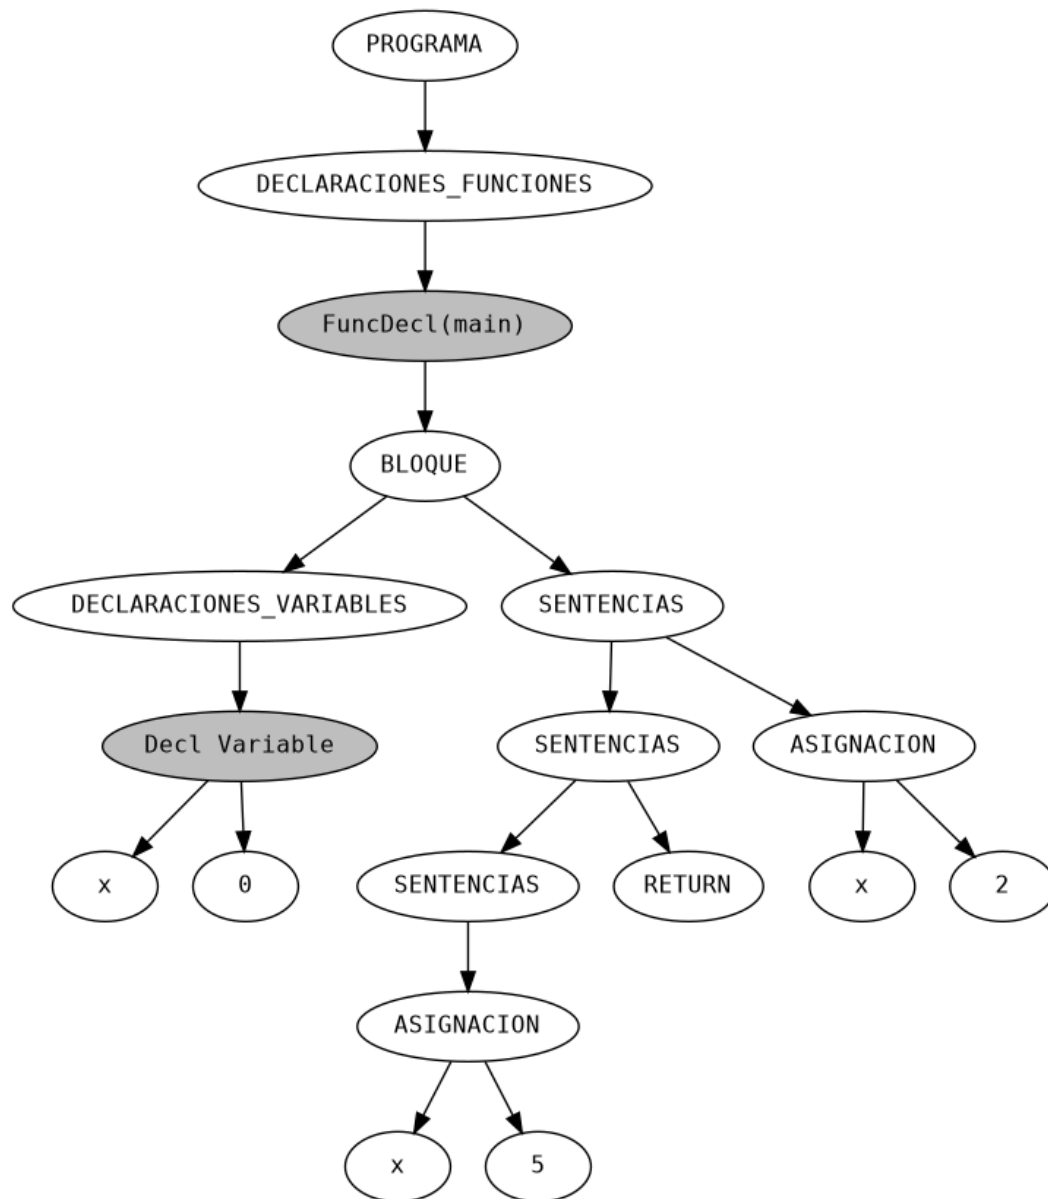 PROGRAMA
DECLARACIONES_FUNCIONES
FuncDecl(main)
BLOQUE
DECLARACIONES_VARIABLES
SENTENCIAS
Decl Variable
SENTENCIAS
ASIGNACION
x
0
SENTENCIAS
RETURN
x
2
ASIGNACION
x
5